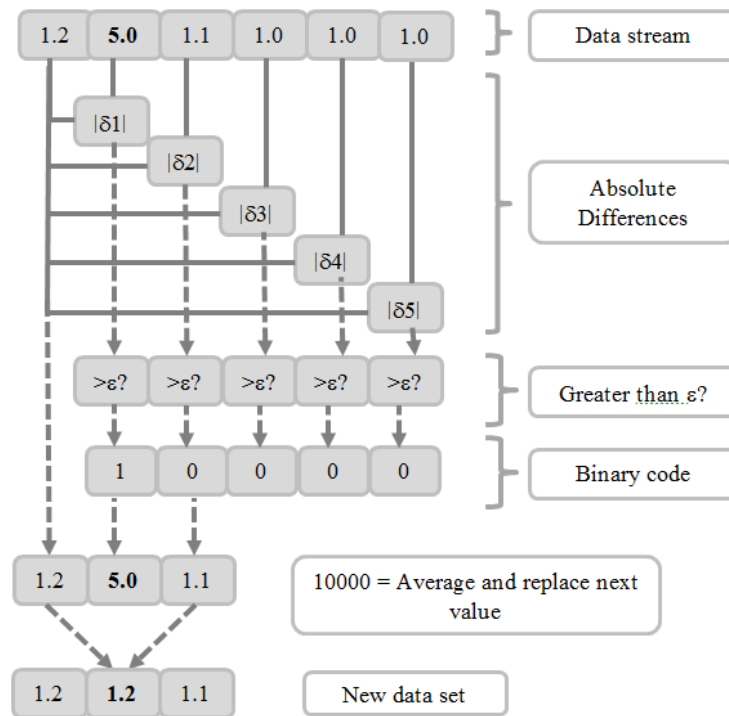 1.2 5.0 1.1 1.0 1.0 1.0
Data stream
|δ1|
|δ2|
|δ3|
|δ4|
|δ5|
Absolute
Differences
>ε? >ε? >ε? >ε? >ε?
Greater than ε?
1 0 0 0 0
Binary code
1.2 5.0 1.1
10000 = Average and replace next
value
1.2 1.2 1.1
New data set